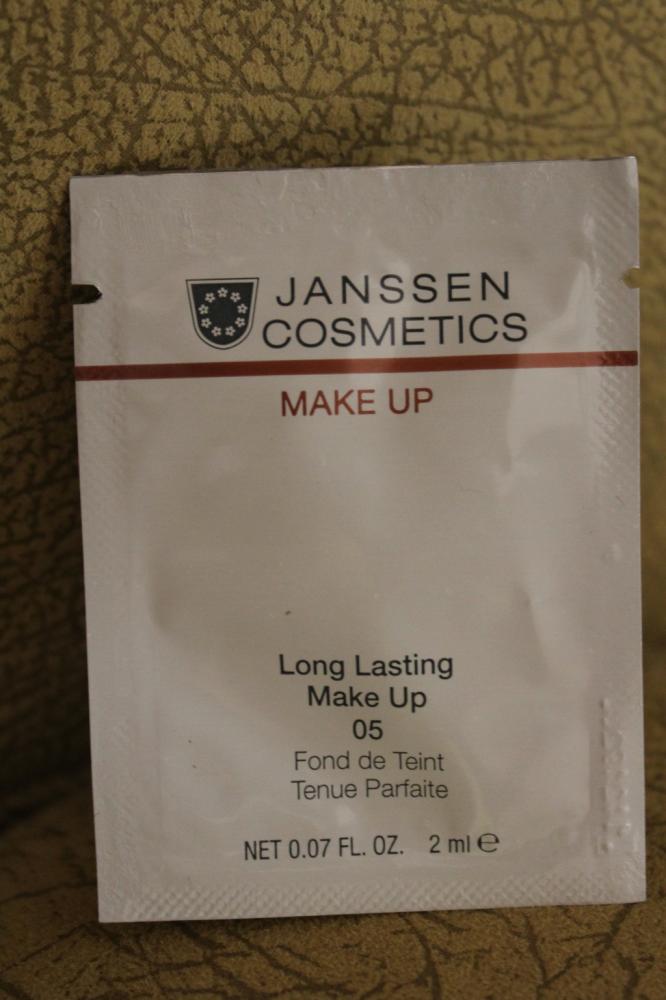 JANSSEN
COSMETICS
MAKE UP
Long Lasting
Make Up
05
Fond de Teint
Tenue Parfaite
NET 0.07 FL. OZ. 2 ml ℮